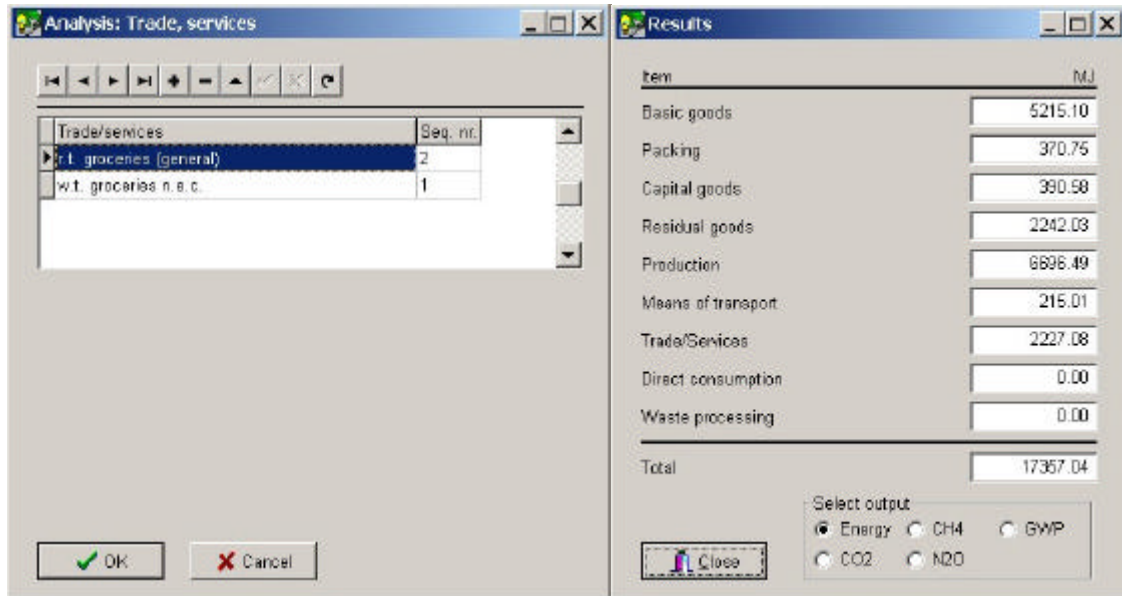 Analysis: Trade, services
Trade/services Seq. nr.
r.t. groceries (general) 2
w.t. groceries n.e.c. 1
OK Cancel
Results
Item MJ
Basic goods 5215.10
Packing 370.75
Capital goods 390.58
Residual goods 2242.03
Production 6696.49
Means of transport 215.01
Trade/Services 2227.08
Direct consumption 0.00
Waste processing 0.00
Total 17357.04
Select output
Energy CH4 GWP
CO2 N2O
Close